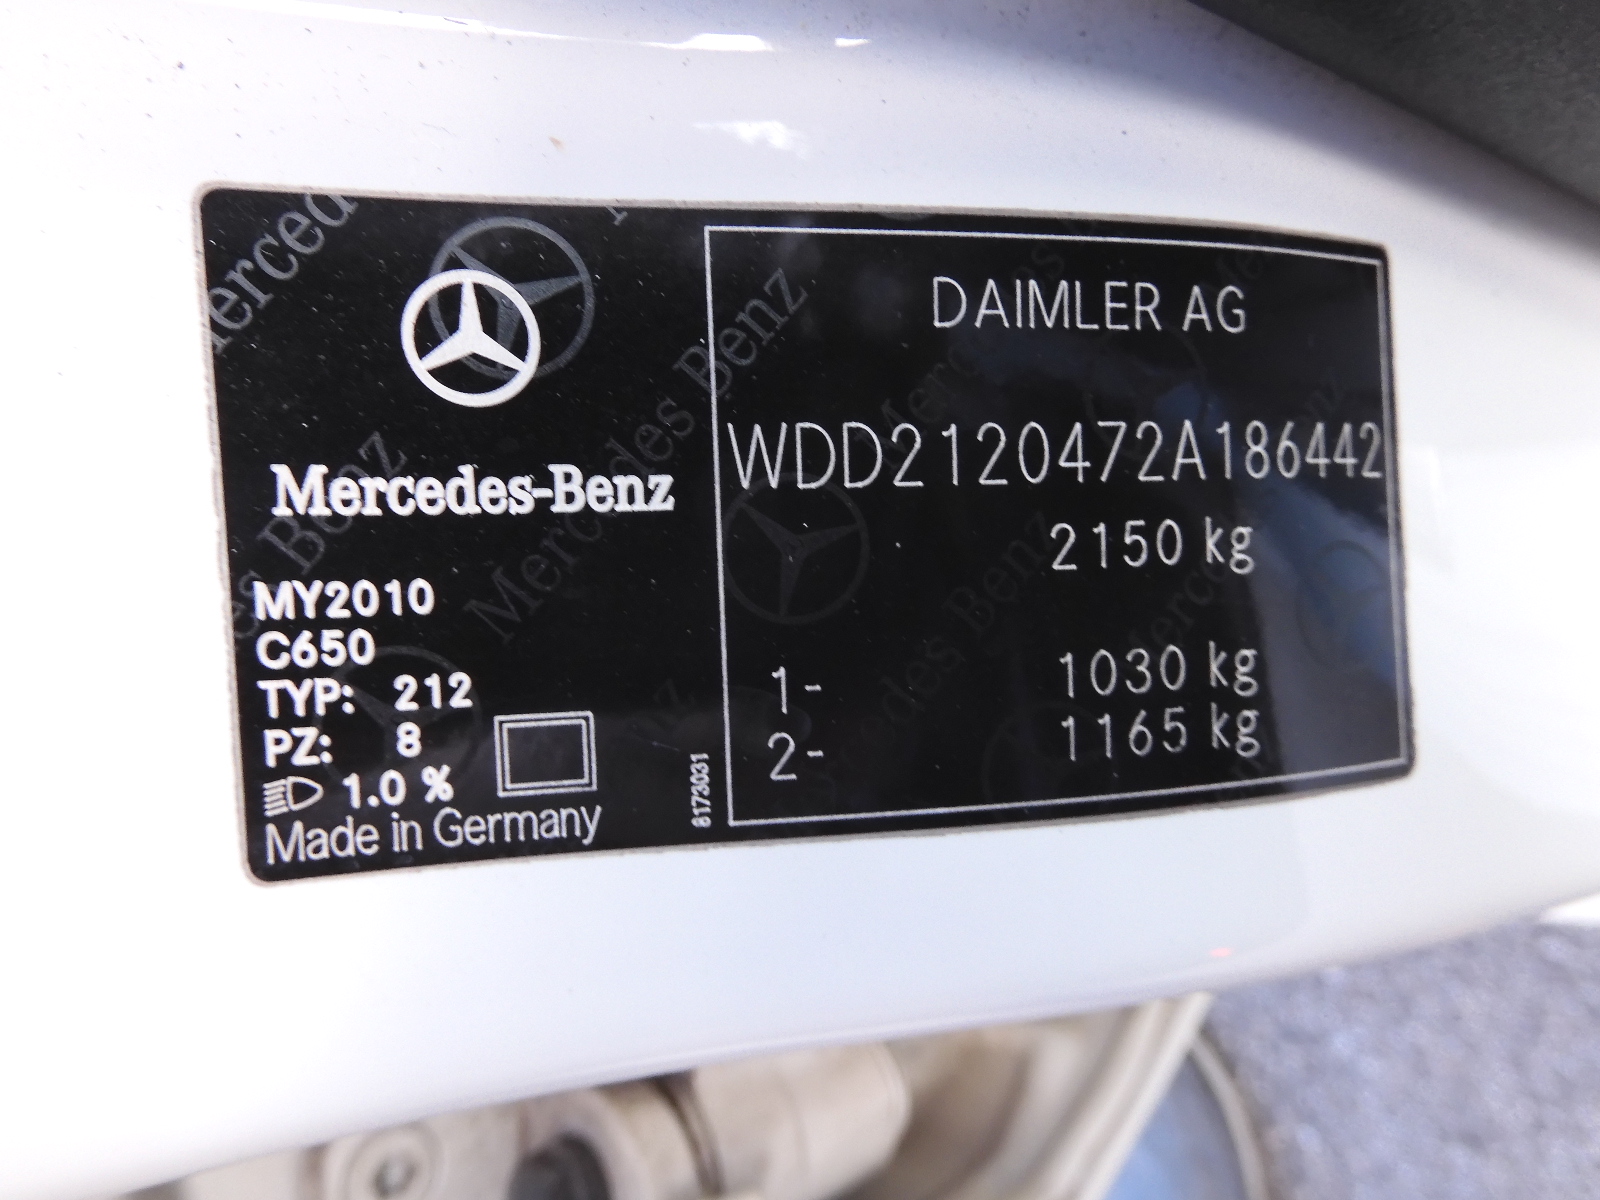 Mercedes-Benz
MY2010
C650
TYP: 212
PZ: 8
1.0 %
Made in Germany
8173031
DAIMLER AG
WDD2120472A186442
2150 kg
1- 1030 kg
2- 1165 kg